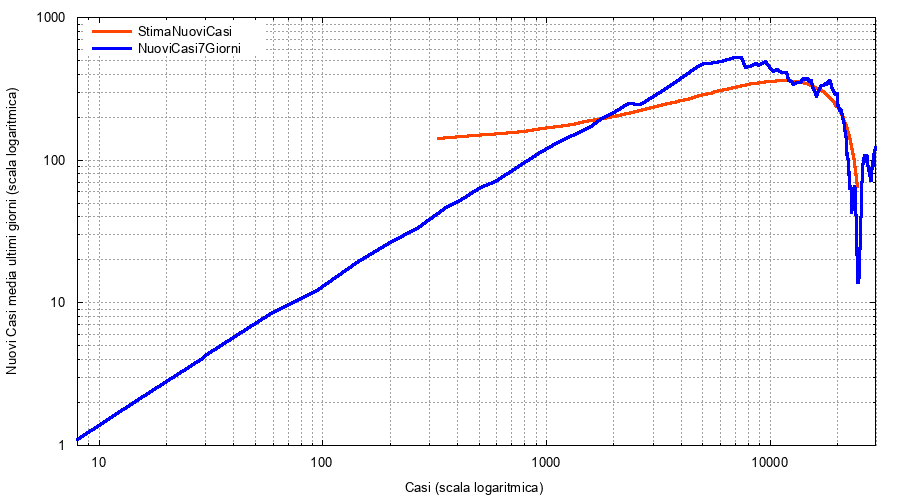 StimaNuoviCasi
NuoviCasi7Giorni
Nuovi Casi media ultimi giorni (scala logaritmica)
1000
100
10
1
10
100
1000
10000
Casi (scala logaritmica)